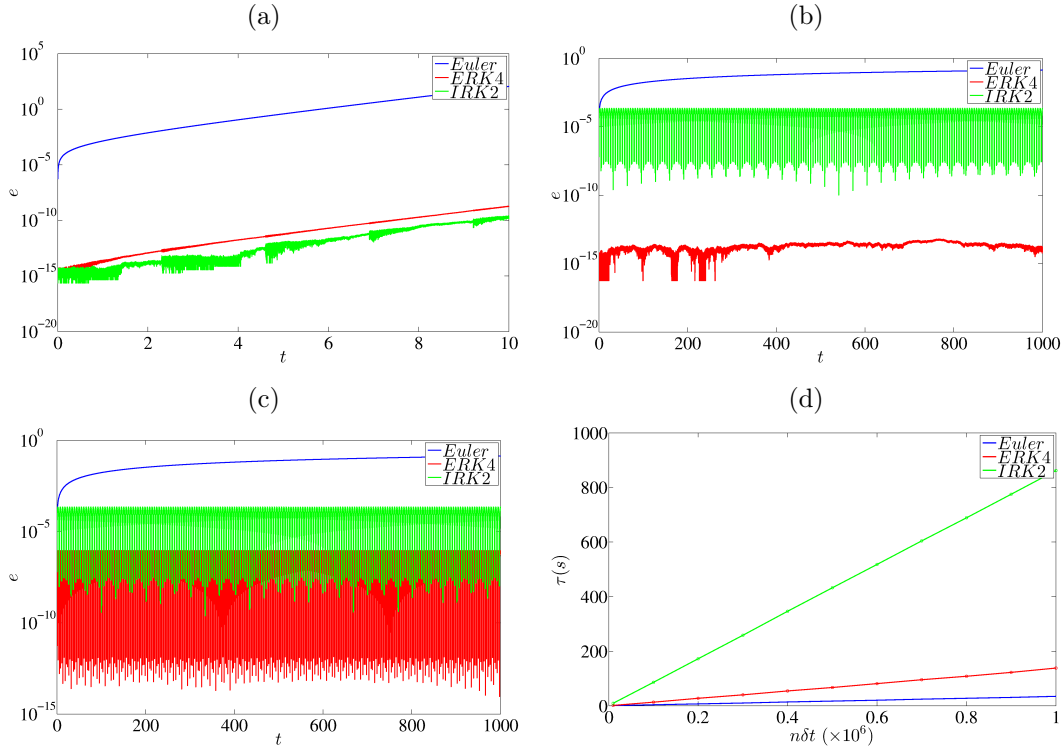 (a)
10^5
10^0
10^{-5}
10^{-10}
10^{-15}
10^{-20}
e
0 2 4 6 8 10
t
Euler
ERK4
IRK2
(b)
10^0
10^{-5}
10^{-10}
10^{-15}
10^{-20}
e
0 200 400 600 800 1000
t
Euler
ERK4
IRK2
(c)
10^0
10^{-5}
10^{-10}
10^{-15}
e
0 200 400 600 800 1000
t
Euler
ERK4
IRK2
(d)
1000
800
600
400
200
0
τ(s)
0.2 0.4 0.6 0.8 1
nδt (×10^6)
Euler
ERK4
IRK2